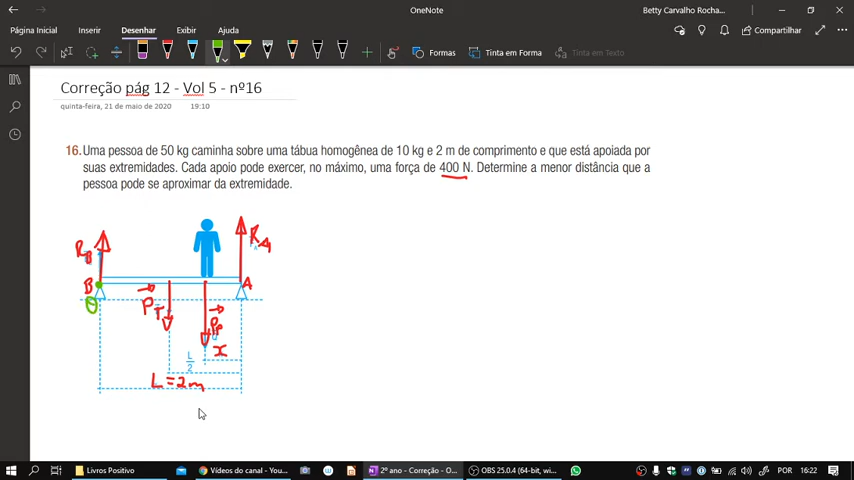 OneNote
Betty Carvalho Rocha...
Página Inicial Inserir Desenhar Exibir Ajuda Compartilhar
Formas Tinta em Forma Tinta em Texto
Correção pág 12 - Vol 5 - nº16
quinta-feira, 21 de maio de 2020 19:10
16. Uma pessoa de 50 kg caminha sobre uma tábua homogênea de 10 kg e 2 m de comprimento e que está apoiada por
suas extremidades. Cada apoio pode exercer, no máximo, uma força de 400 N. Determine a menor distância que a
pessoa pode se aproximar da extremidade.
R_B R_A
B A
P_T P_P
x
L/2
L = 2m
Livros Positivo Vídeos do canal - You... 2º ano - Correção - O... OBS 25.0.4 (64-bit, wi... POR 16:22